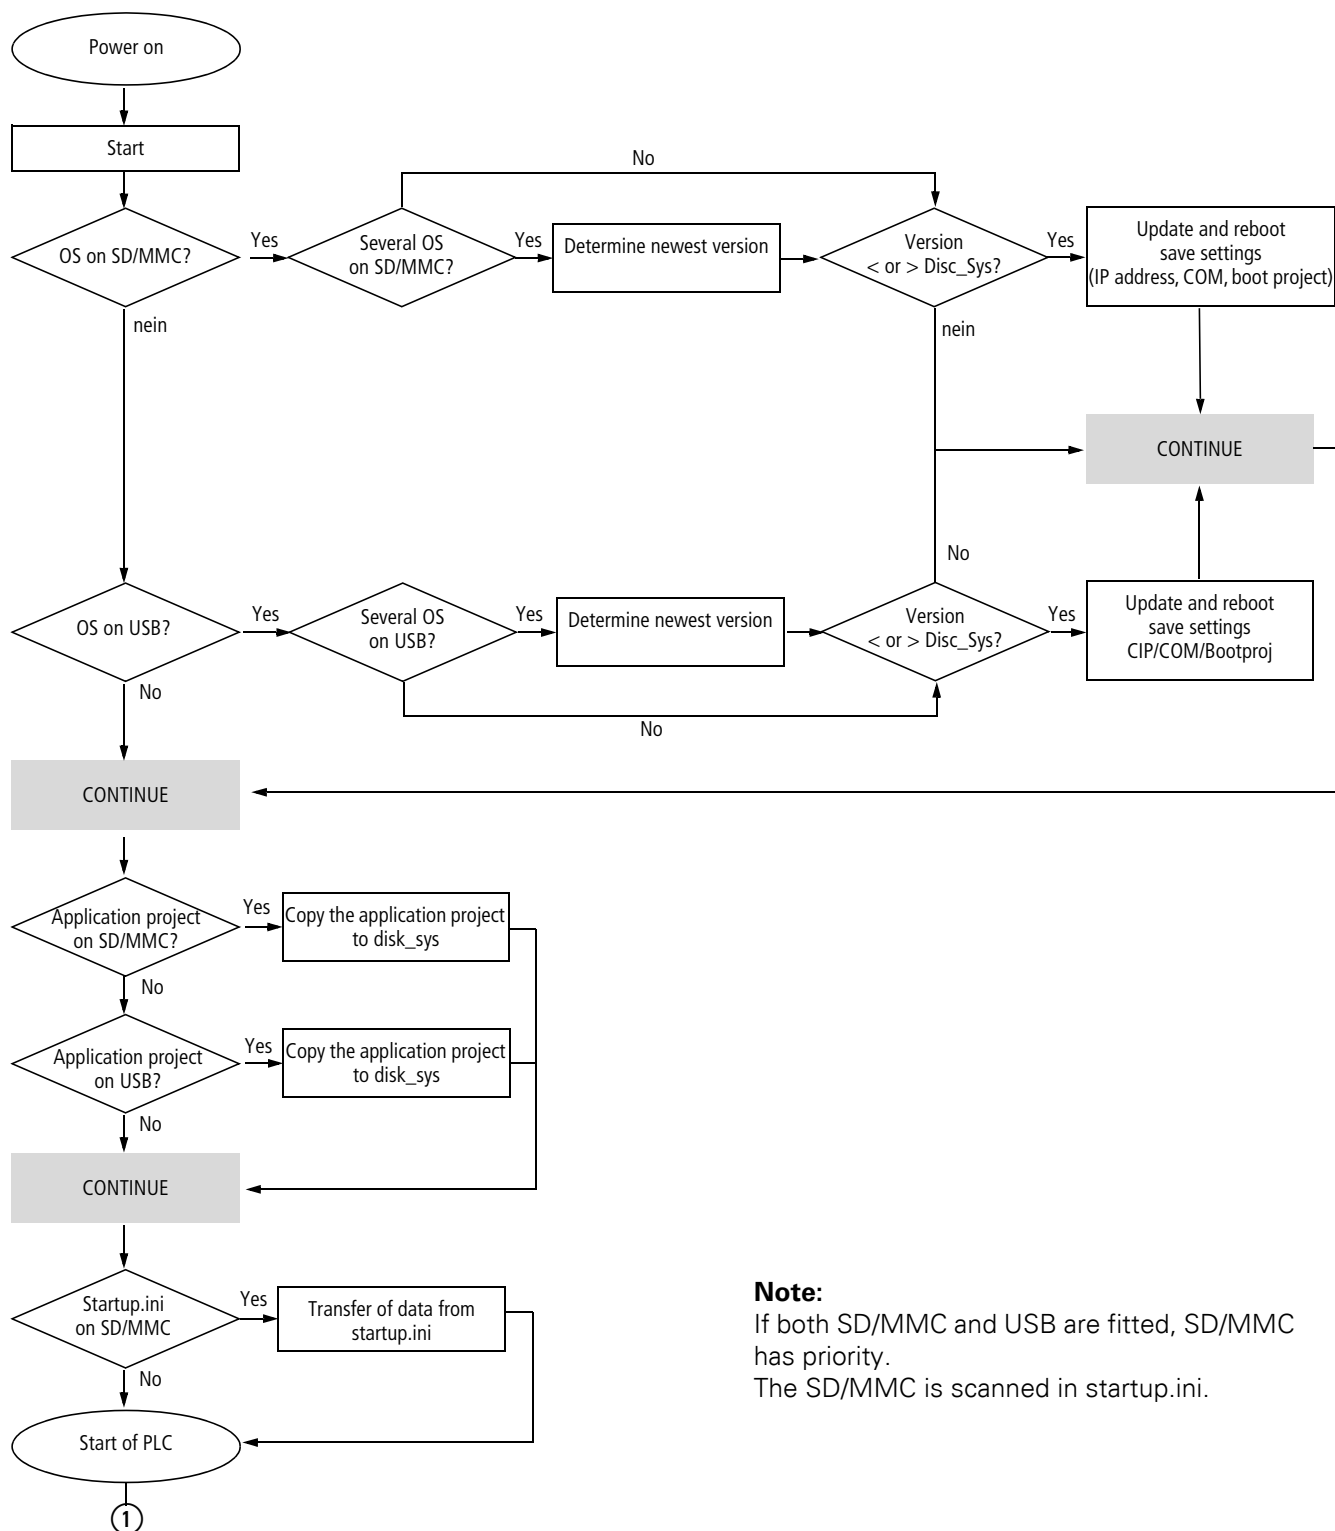 Power on
Start
No
OS on SD/MMC?
Yes
Several OS
on SD/MMC?
Yes
Determine newest version
Version
< or > Disc_Sys?
Yes
Update and reboot
save settings
(IP address, COM, boot project)
nein
nein
CONTINUE
No
OS on USB?
Yes
Several OS
on USB?
Yes
Determine newest version
Version
< or > Disc_Sys?
Yes
Update and reboot
save settings
CIP/COM/Bootproj
No
No
CONTINUE
Application project
on SD/MMC?
Yes
Copy the application project
to disk_sys
No
Application project
on USB?
Yes
Copy the application project
to disk_sys
No
CONTINUE
Startup.ini
on SD/MMC
Yes
Transfer of data from
startup.ini
No
Start of PLC
1
Note:
If both SD/MMC and USB are fitted, SD/MMC
has priority.
The SD/MMC is scanned in startup.ini.